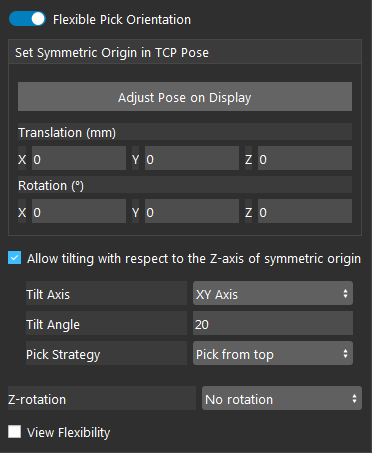 Flexible Pick Orientation
Set Symmetric Origin in TCP Pose
Adjust Pose on Display
Translation (mm)
X 0 Y 0 Z 0
Rotation (°)
X 0 Y 0 Z 0
Allow tilting with respect to the Z-axis of symmetric origin
Tilt Axis XY Axis
Tilt Angle 20
Pick Strategy Pick from top
Z-rotation No rotation
View Flexibility